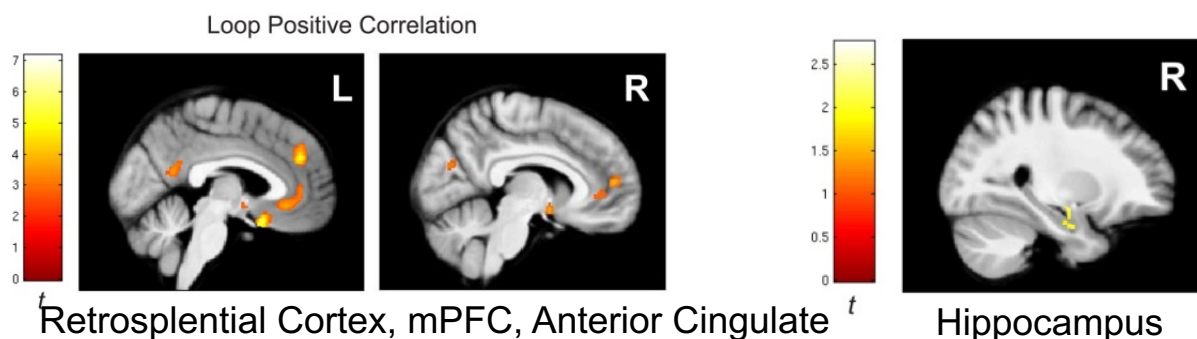 Loop Positive Correlation
7
6
5
4
3
2
1
0
t
L
R
2.5
2
1.5
1
0.5
0
t
R
Retrosplential Cortex, mPFC, Anterior Cingulate
Hippocampus